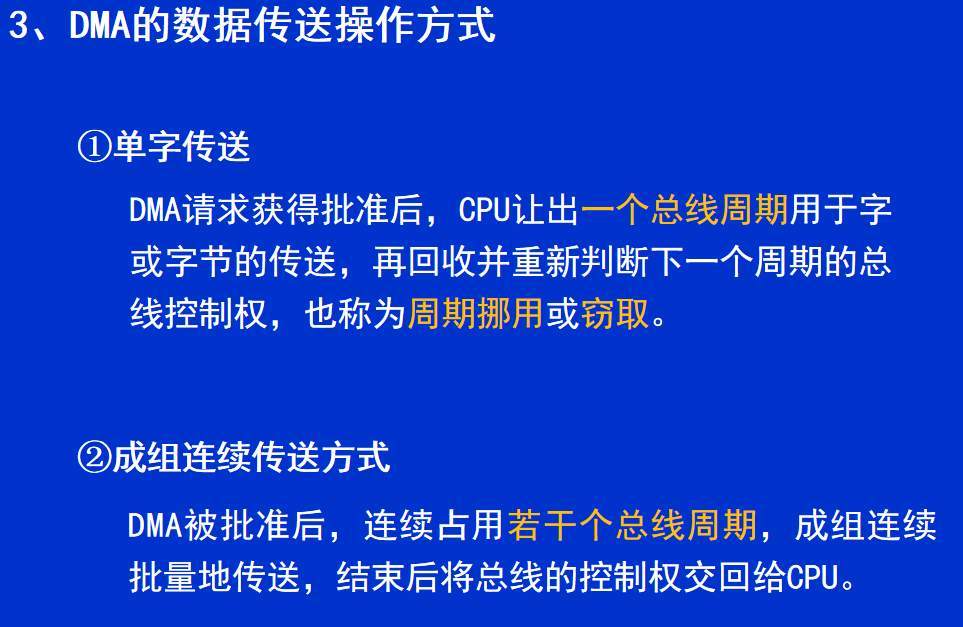 3、DMA的数据传送操作方式
①单字传送
DMA请求获得批准后，CPU让出一个总线周期用于字
或字节的传送，再回收并重新判断下一个周期的总
线控制权，也称为周期挪用或窃取。
②成组连续传送方式
DMA被批准后，连续占用若干个总线周期，成组连续
批量地传送，结束后将总线的控制权交回给CPU。